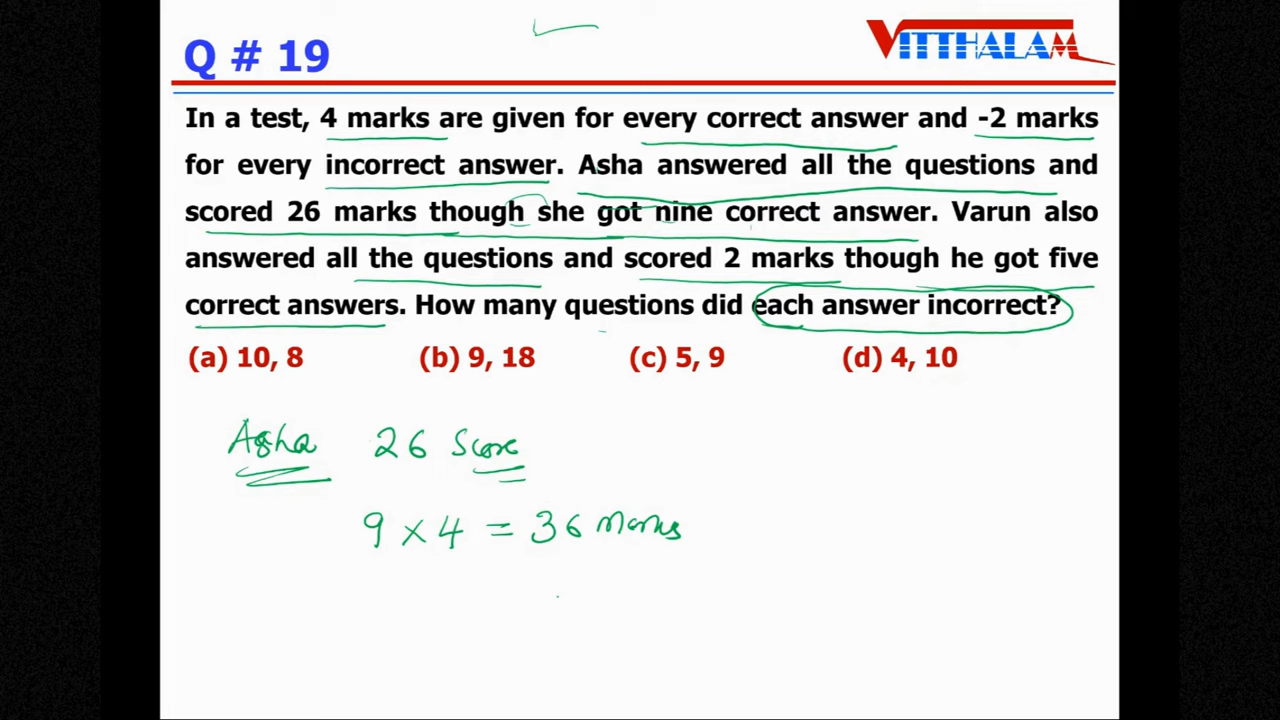 Q # 19
VITTHALAM
In a test, 4 marks are given for every correct answer and -2 marks
for every incorrect answer. Asha answered all the questions and
scored 26 marks though she got nine correct answer. Varun also
answered all the questions and scored 2 marks though he got five
correct answers. How many questions did each answer incorrect?
(a) 10, 8 (b) 9, 18 (c) 5, 9 (d) 4, 10
Asha 26 Score
9 × 4 = 36 Marks